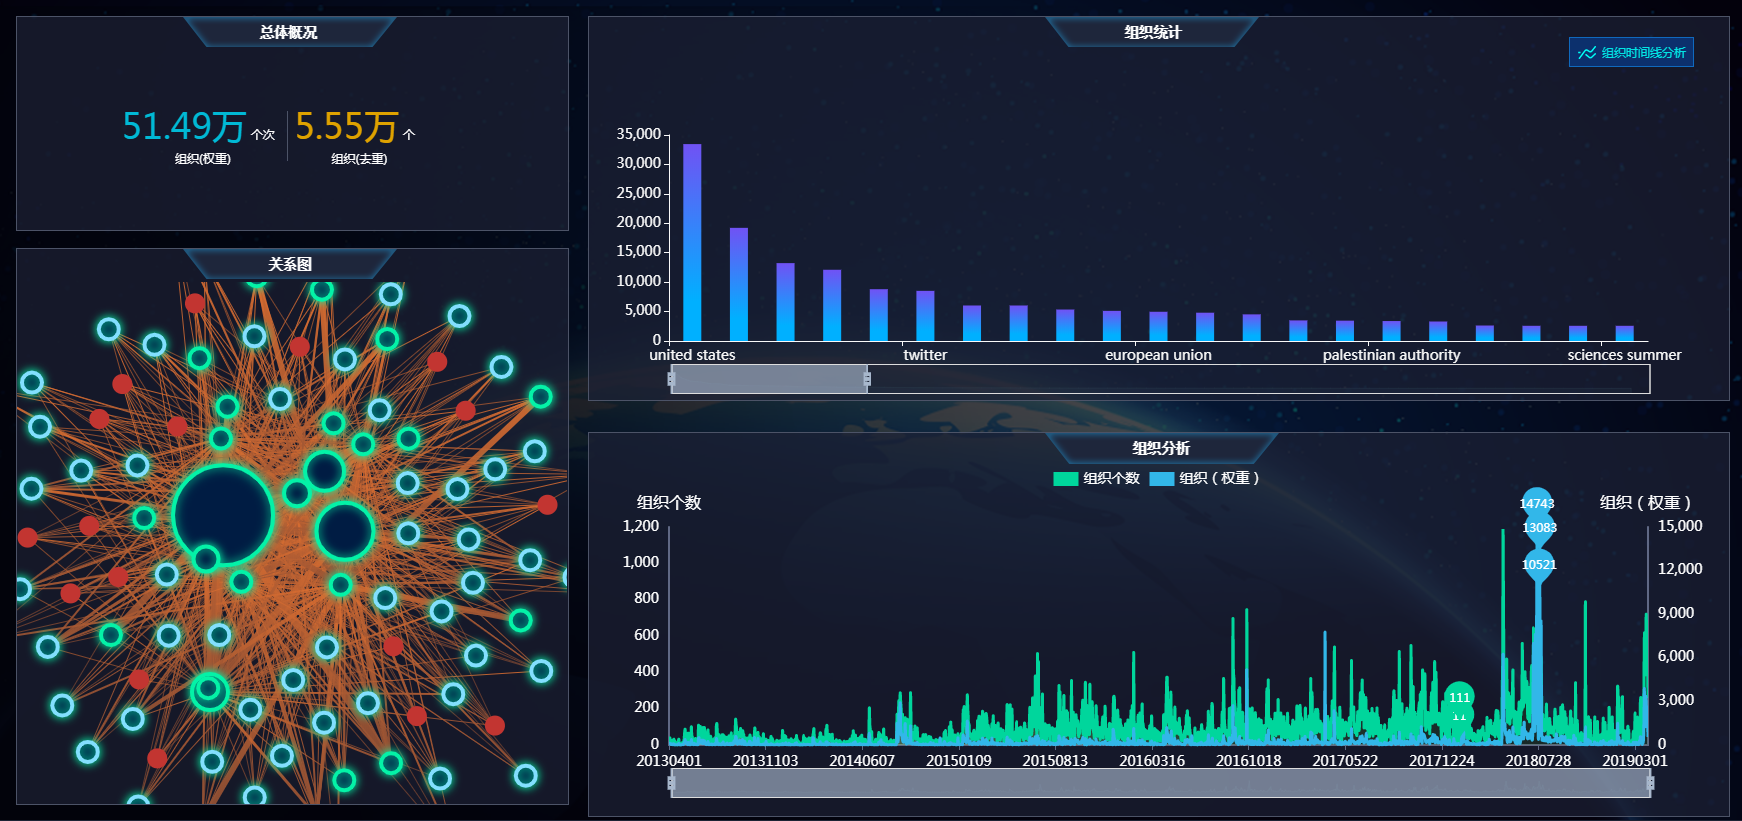 总体概况
51.49万 个次
组织(权重)
5.55万 个
组织(去重)
关系图
组织统计
组织时间线分析
35,000
30,000
25,000
20,000
15,000
10,000
5,000
0
united states
twitter
european union
palestinian authority
sciences summer
组织分析
组织个数
组织（权重）
组织个数
组织（权重）
1,200
1,000
800
600
400
200
0
15,000
12,000
9,000
6,000
3,000
0
14743
13083
10521
111
11
20130401
20131103
20140607
20150109
20150813
20160316
20161018
20170522
20171224
20180728
20190301